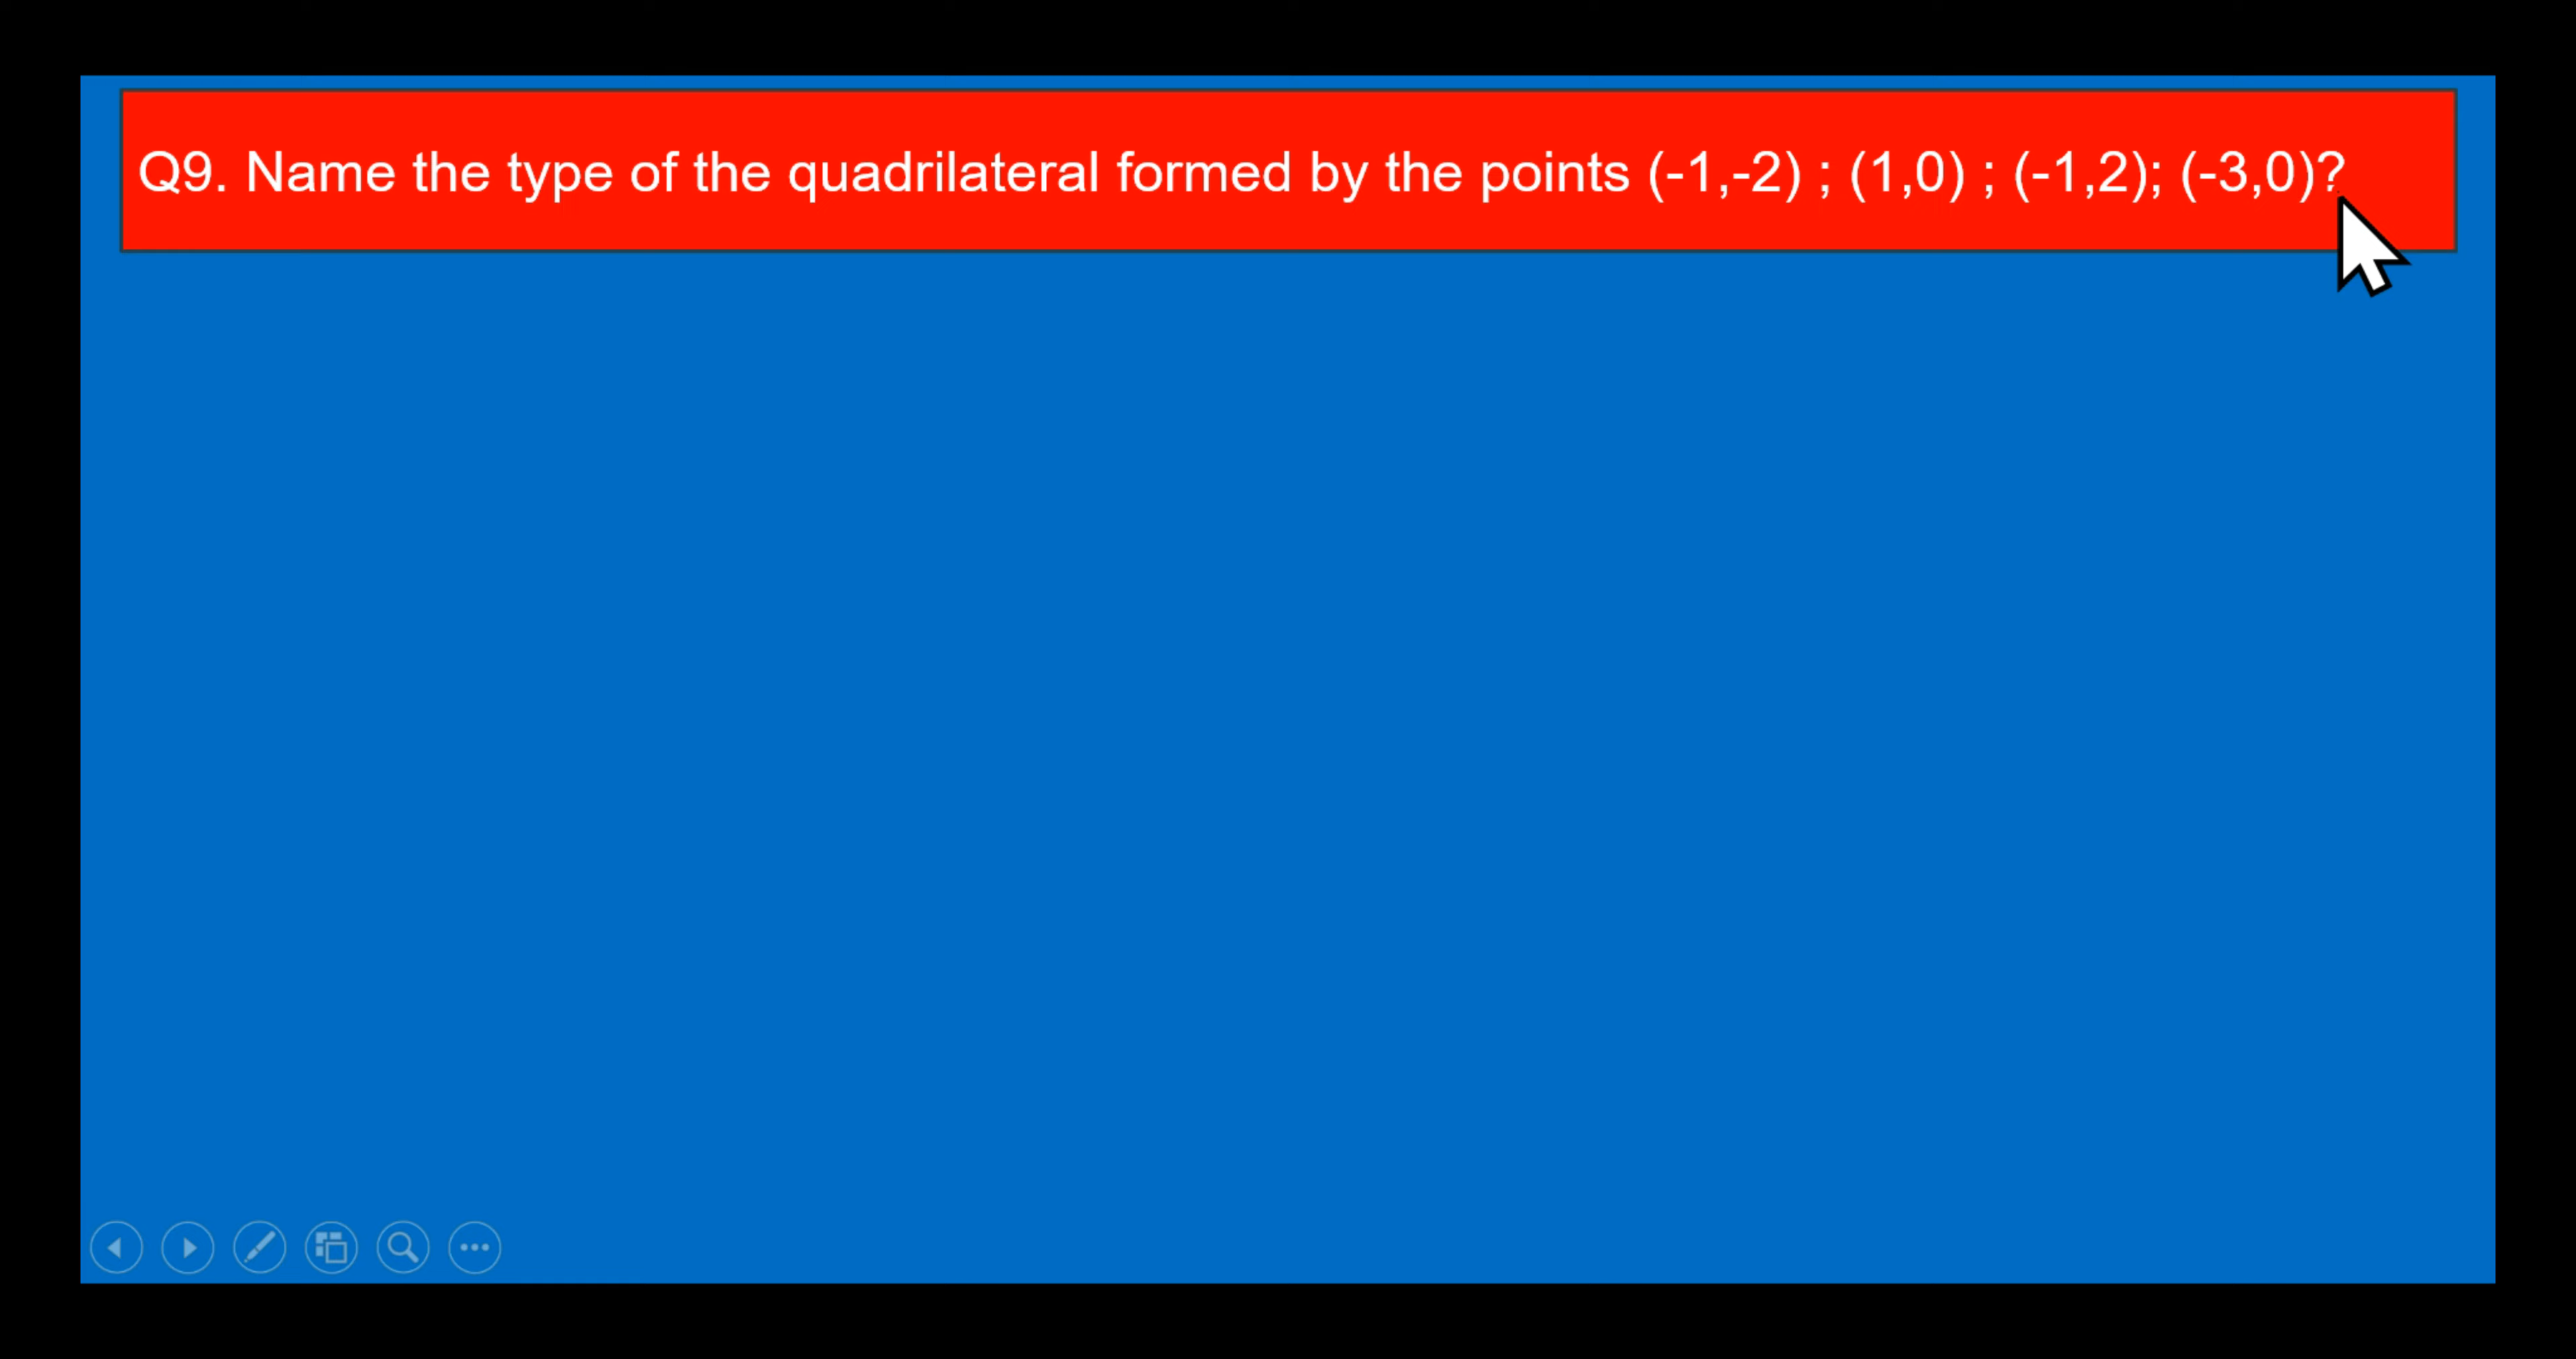 Q9. Name the type of the quadrilateral formed by the points (-1,-2) ; (1,0) ; (-1,2); (-3,0)?